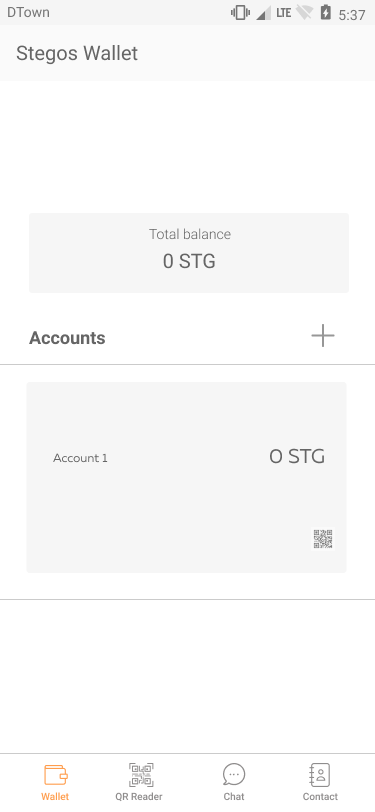 DTown LTE 5:37
Stegos Wallet
Total balance
0 STG
Accounts
Account 1 0 STG
Wallet QR Reader Chat Contact